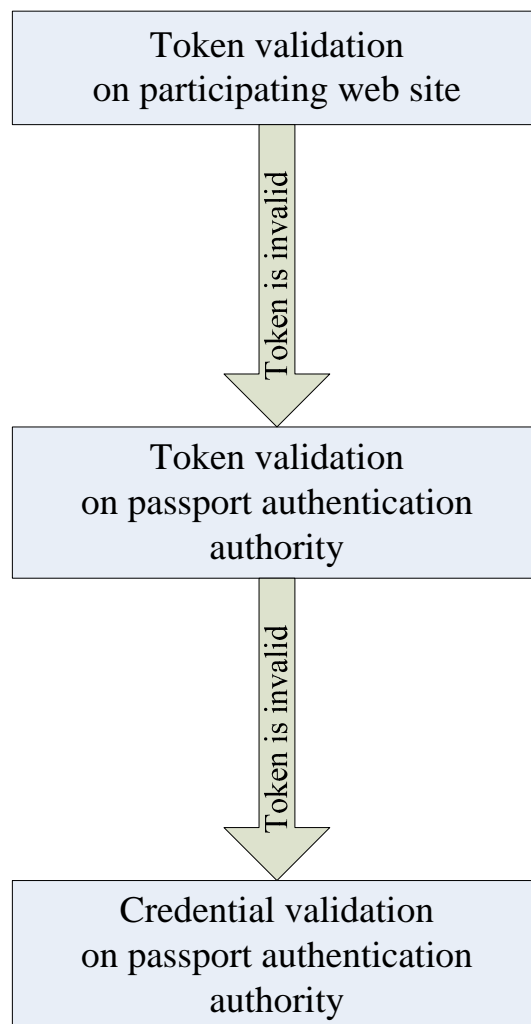 Token validation
on participating web site
Token is invalid
Token validation
on passport authentication
authority
Token is invalid
Credential validation
on passport authentication
authority